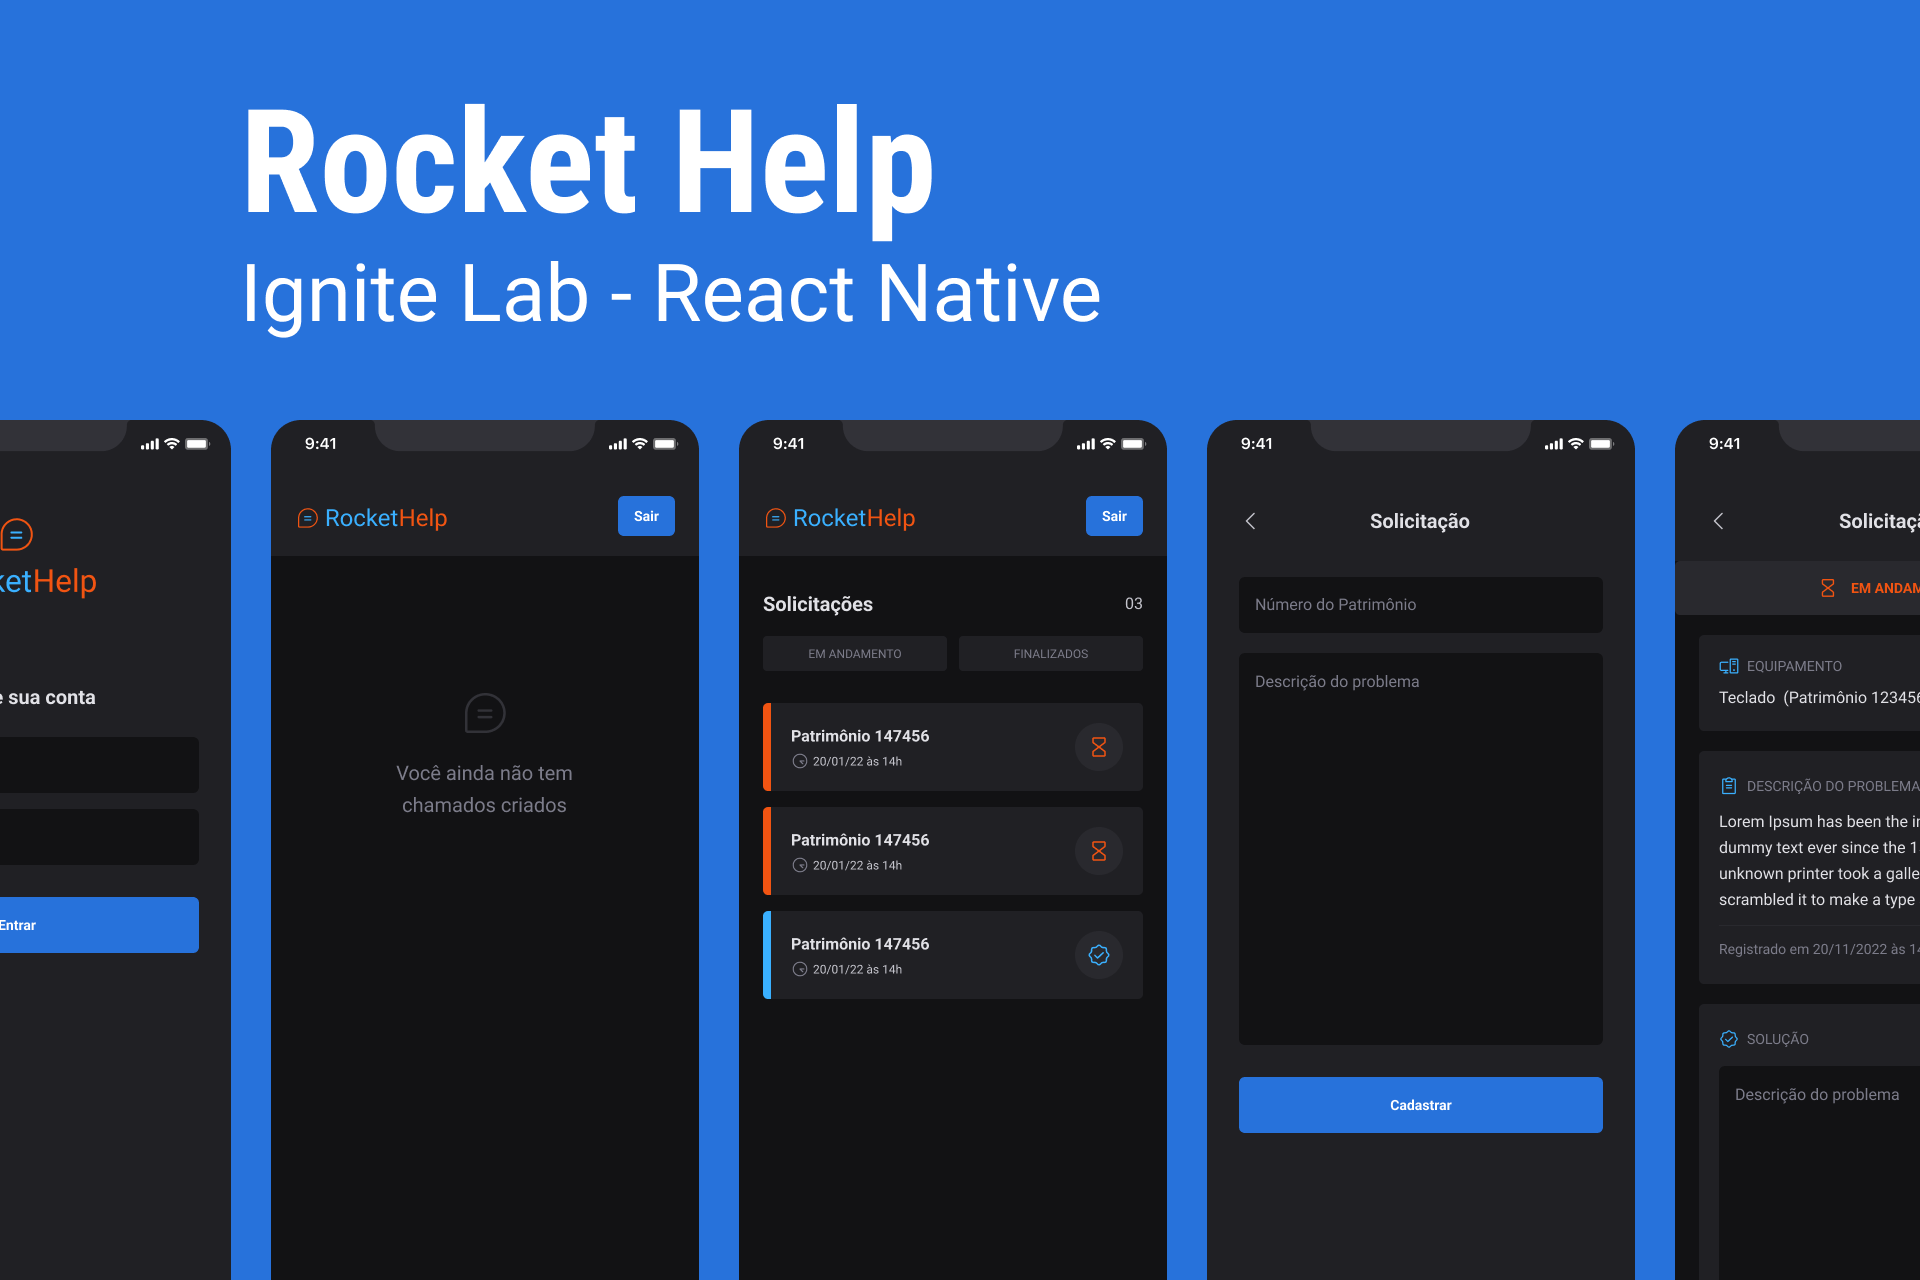 Rocket Help
Ignite Lab - React Native
ketHelp
e sua conta
Entrar
9:41
RocketHelp
Sair
Você ainda não tem
chamados criados
9:41
RocketHelp
Sair
Solicitações
03
EM ANDAMENTO
FINALIZADOS
Patrimônio 147456
20/01/22 às 14h
Patrimônio 147456
20/01/22 às 14h
Patrimônio 147456
20/01/22 às 14h
9:41
Solicitação
Número do Patrimônio
Descrição do problema
Cadastrar
9:41
Solicitaç
EM ANDAM
EQUIPAMENTO
Teclado (Patrimônio 123456
DESCRIÇÃO DO PROBLEMA
Lorem Ipsum has been the in
dummy text ever since the 1
unknown printer took a galle
scrambled it to make a type
Registrado em 20/11/2022 às 14
SOLUÇÃO
Descrição do problema